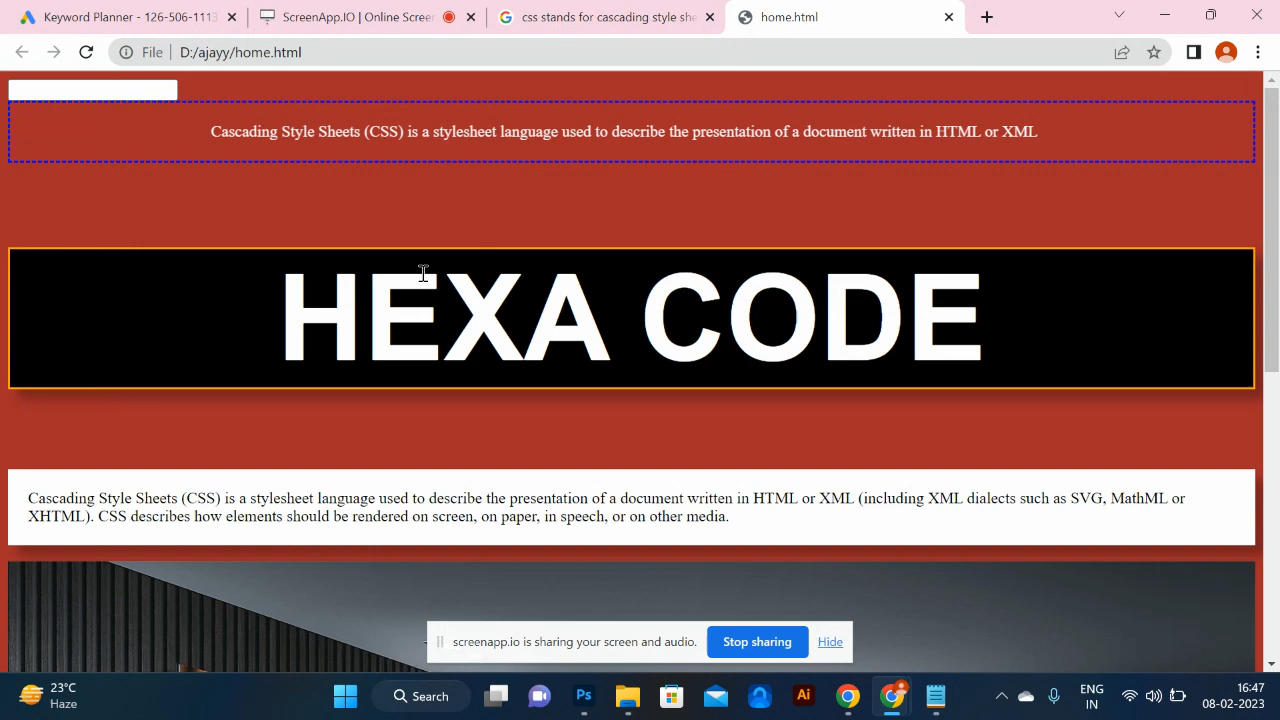 Keyword Planner - 126-506-1113
ScreenApp.IO | Online Screen
css stands for cascading style she
home.html
File
D:/ajayy/home.html
Cascading Style Sheets (CSS) is a stylesheet language used to describe the presentation of a document written in HTML or XML
HEXA CODE
Cascading Style Sheets (CSS) is a stylesheet language used to describe the presentation of a document written in HTML or XML (including XML dialects such as SVG, MathML or
XHTML). CSS describes how elements should be rendered on screen, on paper, in speech, or on other media.
screenapp.io is sharing your screen and audio.
Stop sharing
Hide
23°C
Haze
Search
Ps
Ai
ENG
IN
16:47
08-02-2023